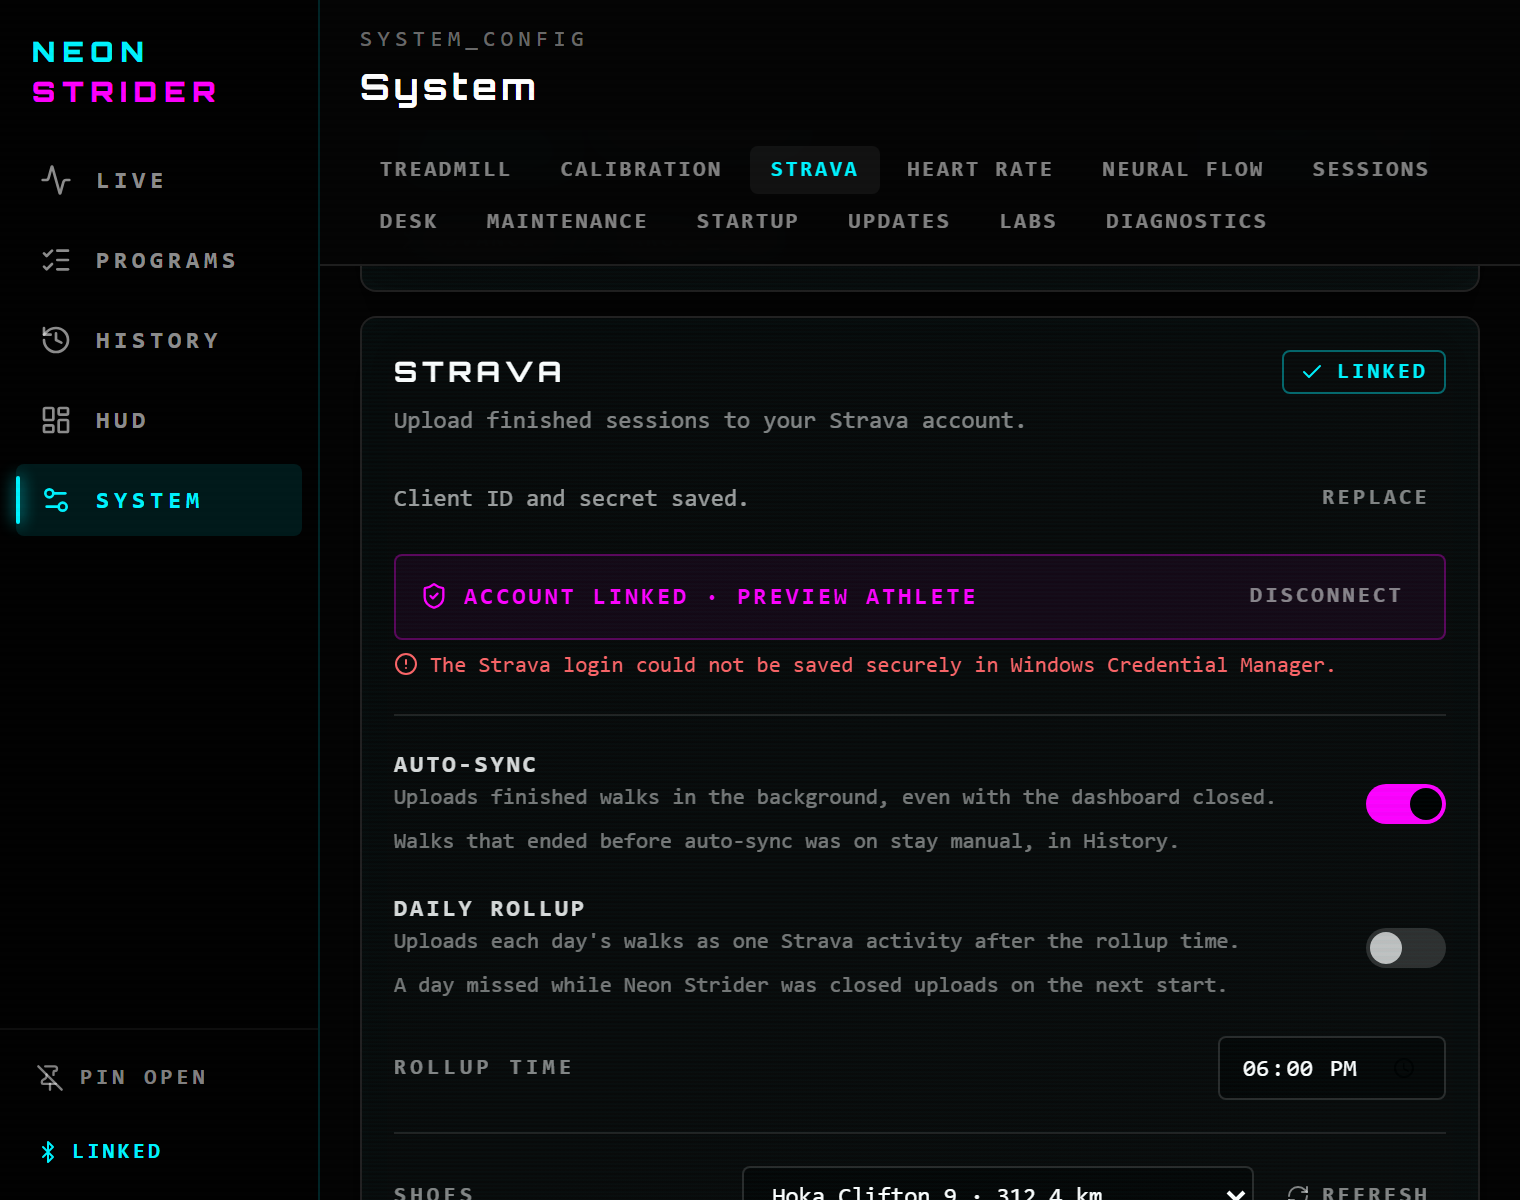 NEON
STRIDER
LIVE
PROGRAMS
HISTORY
HUD
SYSTEM
PIN OPEN
LINKED
SYSTEM_CONFIG
System
TREADMILL CALIBRATION STRAVA HEART RATE NEURAL FLOW SESSIONS
DESK MAINTENANCE STARTUP UPDATES LABS DIAGNOSTICS
STRAVA
LINKED
Upload finished sessions to your Strava account.
Client ID and secret saved.
REPLACE
ACCOUNT LINKED · PREVIEW ATHLETE
DISCONNECT
The Strava login could not be saved securely in Windows Credential Manager.
AUTO-SYNC
Uploads finished walks in the background, even with the dashboard closed.
Walks that ended before auto-sync was on stay manual, in History.
DAILY ROLLUP
Uploads each day's walks as one Strava activity after the rollup time.
A day missed while Neon Strider was closed uploads on the next start.
ROLLUP TIME
06:00 PM
SHOES
Hoka Clifton 9 · 312.4 km
REFRESH